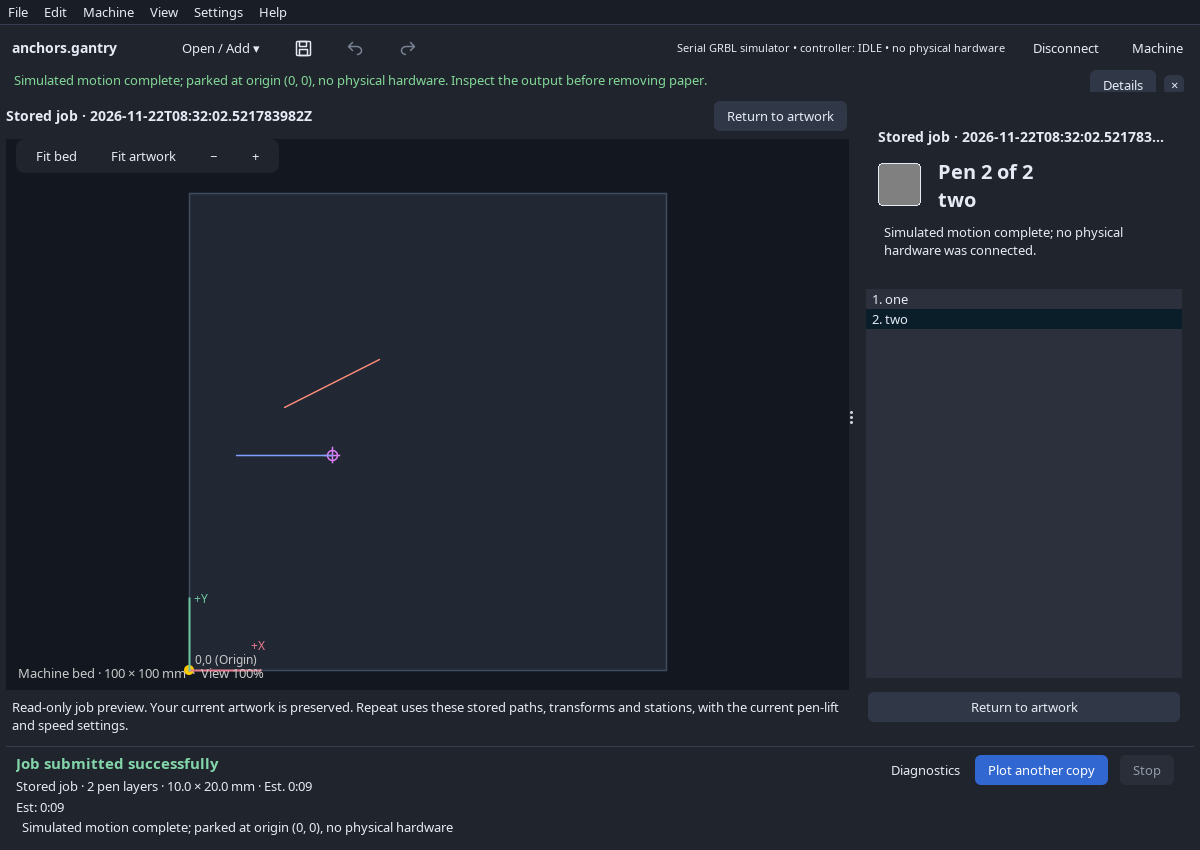 File Edit Machine View Settings Help
anchors.gantry Open / Add ▾ Serial GRBL simulator • controller: IDLE • no physical hardware Disconnect Machine
Simulated motion complete; parked at origin (0, 0), no physical hardware. Inspect the output before removing paper. Details ×
Stored job · 2026-11-22T08:32:02.521783982Z Return to artwork
Fit bed Fit artwork − +
+Y
+X
0,0 (Origin)
Machine bed · 100 × 100 mm · View 100%
Read-only job preview. Your current artwork is preserved. Repeat uses these stored paths, transforms and stations, with the current pen-lift
and speed settings.
Stored job · 2026-11-22T08:32:02.521783...
Pen 2 of 2
two
Simulated motion complete; no physical
hardware was connected.
1. one
2. two
Return to artwork
Job submitted successfully
Stored job · 2 pen layers · 10.0 × 20.0 mm · Est. 0:09
Est: 0:09
Simulated motion complete; parked at origin (0, 0), no physical hardware
Diagnostics Plot another copy Stop